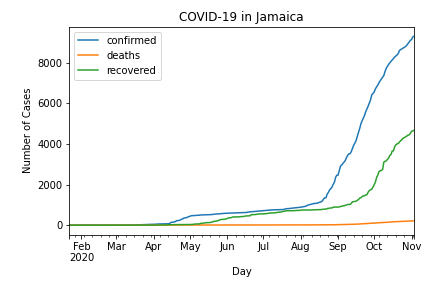 COVID-19 in Jamaica
confirmed
deaths
recovered
Number of Cases
8000
6000
4000
2000
0
Feb Mar Apr May Jun Jul Aug Sep Oct Nov
2020
Day